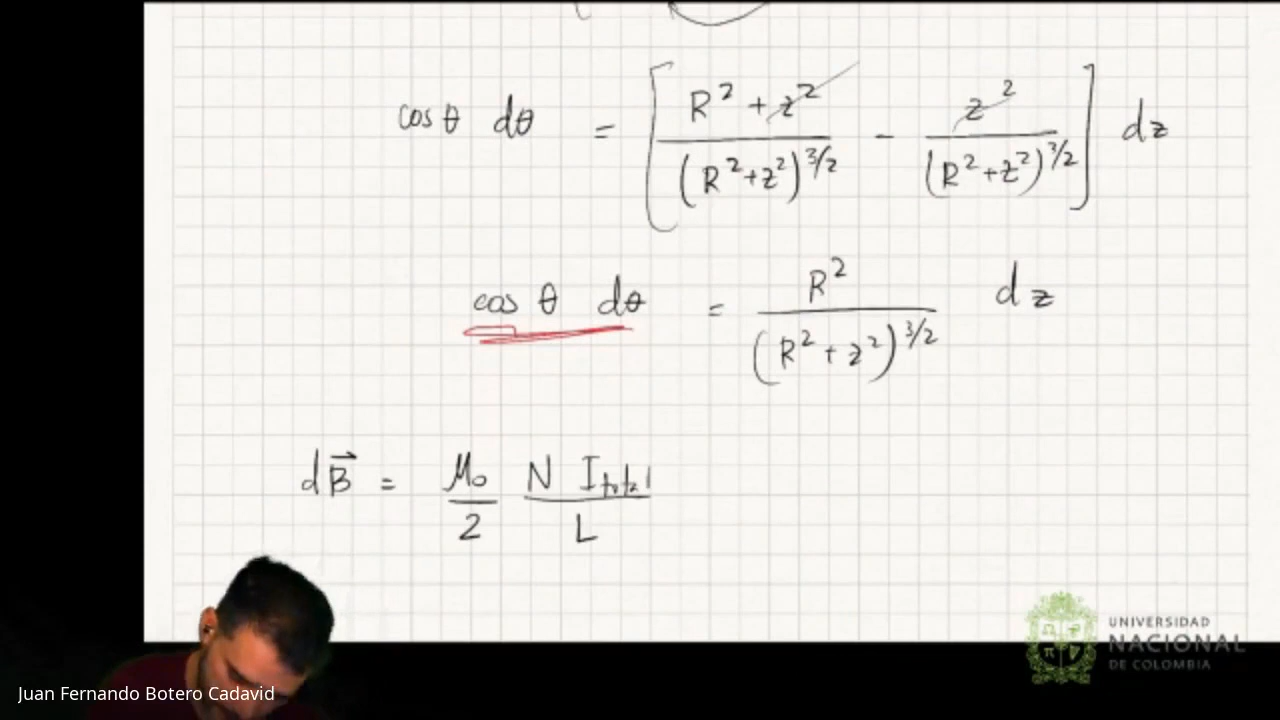 cos θ dθ = [ R² + z² / (R²+z²)^3/2 - z² / (R²+z²)^3/2 ] dz
cos θ dθ = R² / (R² + z²)^3/2 dz
dB⃗ = μ₀ / 2 N I_total / L
UNIVERSIDAD
NACIONAL
DE COLOMBIA
Juan Fernando Botero Cadavid